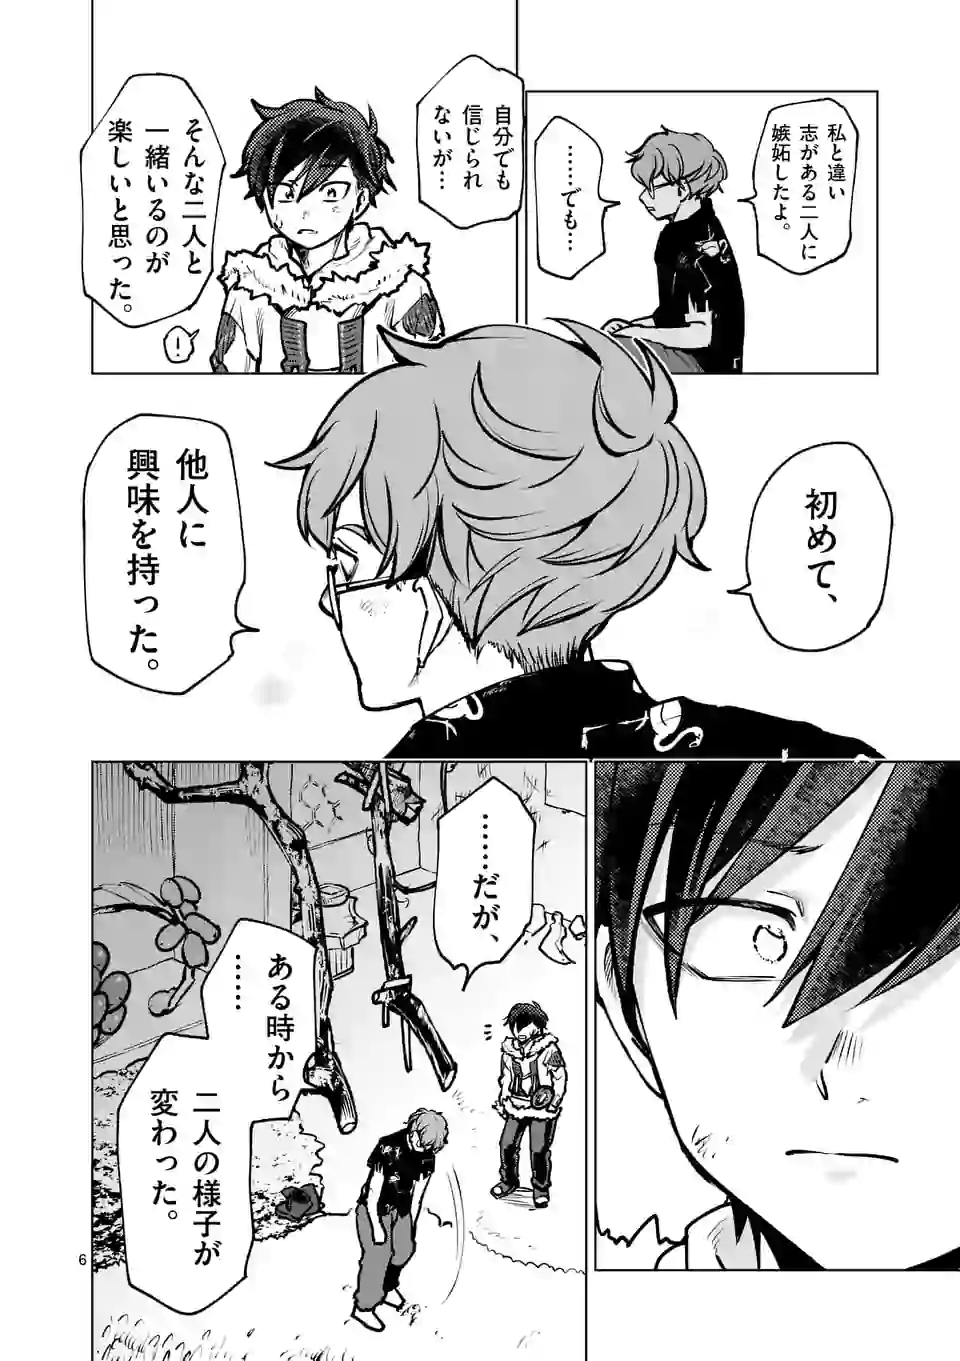 私と違い
志がある二人に
嫉妬したよ。
……でも…
自分でも
信じられ
ないが…
そんな二人と
一緒いるのが
楽しいと思った。
!
初めて、
他人に
興味を持った。
……だが、
ある時から
……
二人の様子が
変わった。
6